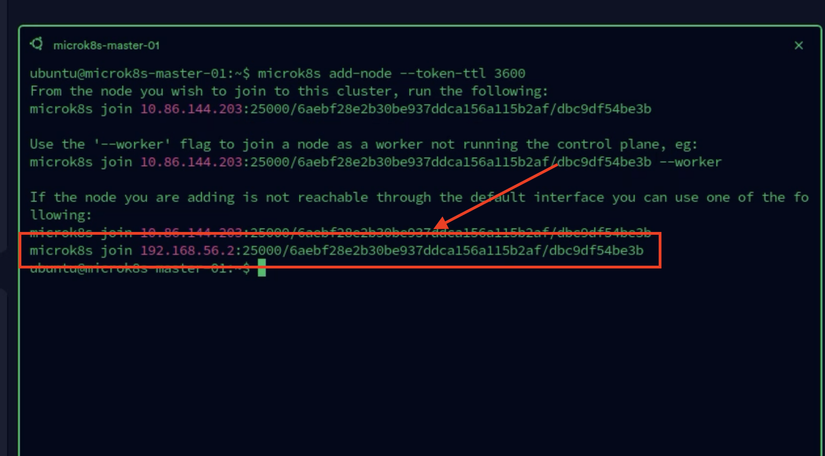 microk8s-master-01
ubuntu@microk8s-master-01:~$ microk8s add-node --token-ttl 3600
From the node you wish to join to this cluster, run the following:
microk8s join 10.86.144.203:25000/6aebf28e2b30be937ddca156a115b2af/dbc9df54be3b
Use the '--worker' flag to join a node as a worker not running the control plane, eg:
microk8s join 10.86.144.203:25000/6aebf28e2b30be937ddca156a115b2af/dbc9df54be3b --worker
If the node you are adding is not reachable through the default interface you can use one of the fo
llowing:
microk8s join 10.86.144.203:25000/6aebf28e2b30be937ddca156a115b2af/dbc9df54be3b
microk8s join 192.168.56.2:25000/6aebf28e2b30be937ddca156a115b2af/dbc9df54be3b
ubuntu@microk8s-master-01:~$